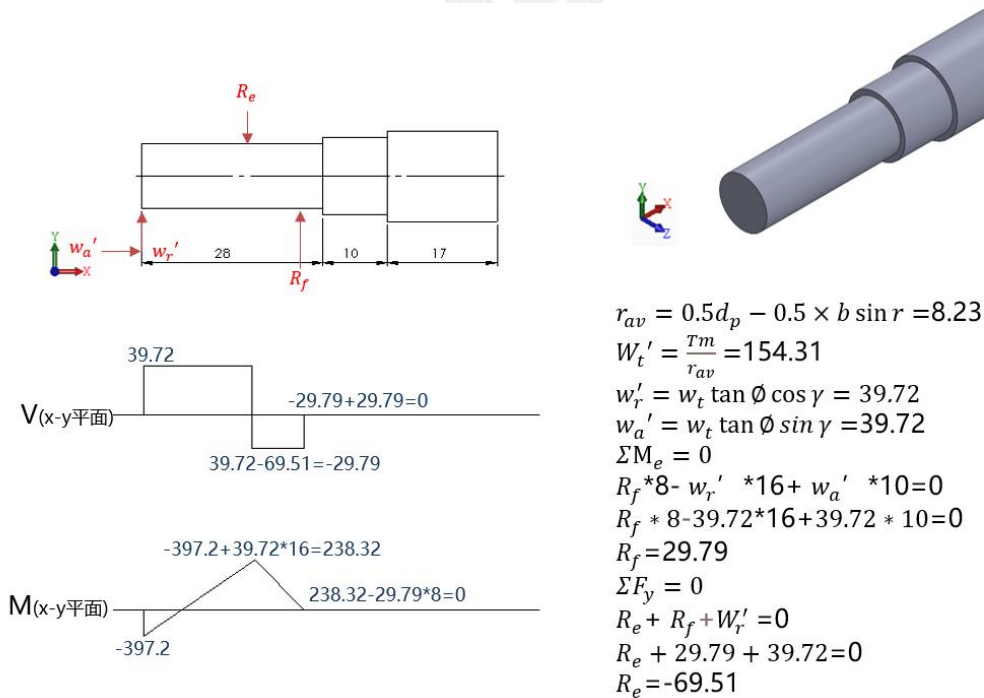 R_e
Y
X
w_a′
w_r′
28
10
17
R_f
Y
X
Z
39.72
-29.79+29.79=0
V(x-y平面)
39.72-69.51=-29.79
-397.2+39.72*16=238.32
238.32-29.79*8=0
M(x-y平面)
-397.2
r_av = 0.5d_p − 0.5 × b sin r =8.23
W_t′ = Tm/r_av =154.31
w_r′ = w_t tan Ø cos γ = 39.72
w_a′ = w_t tan Ø sin γ =39.72
ΣM_e = 0
R_f*8- w_r′ *16+ w_a′ *10=0
R_f * 8-39.72*16+39.72 * 10=0
R_f=29.79
ΣF_y = 0
R_e+ R_f+W_r′ =0
R_e + 29.79 + 39.72=0
R_e=-69.51